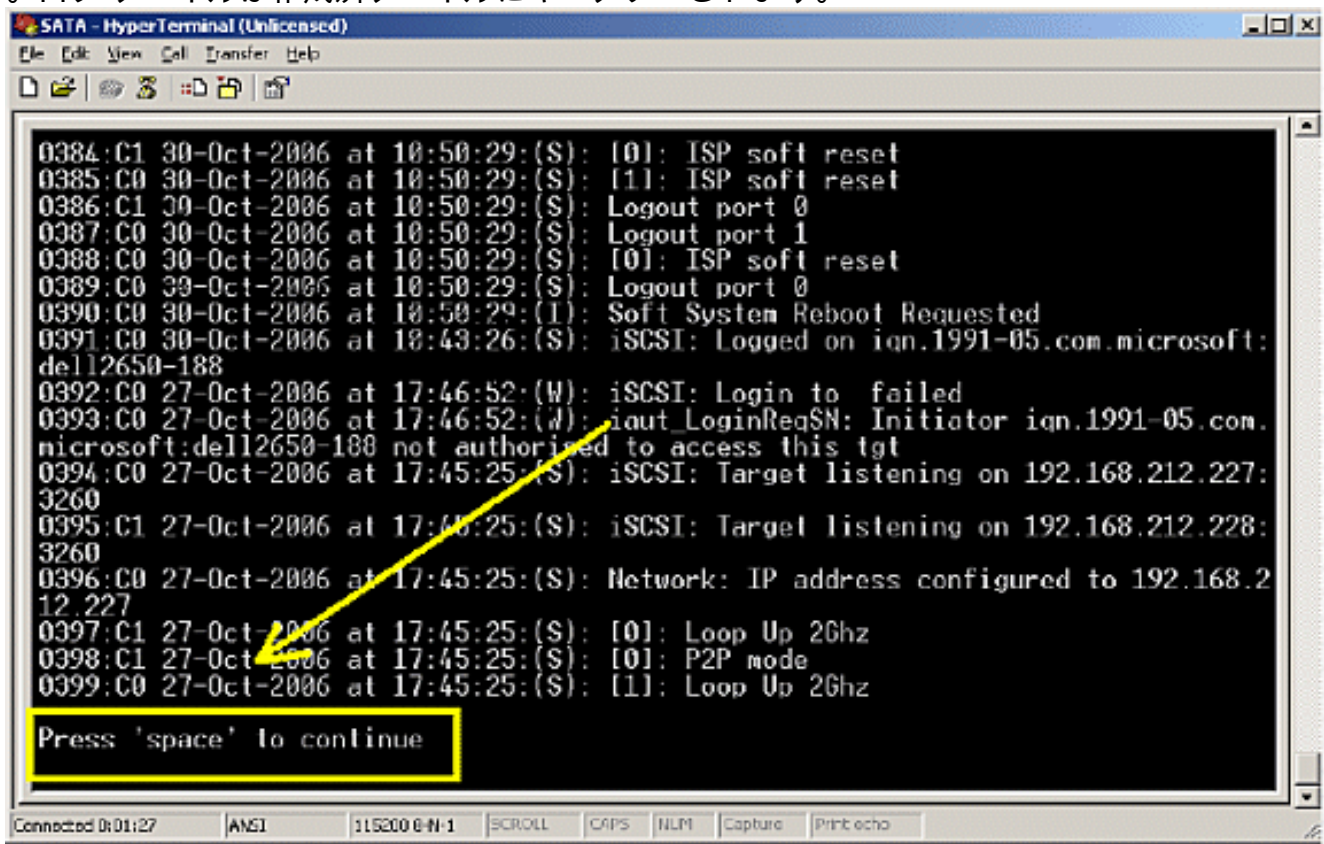 SATA - HyperTerminal (Unlicensed)
File Edit View Call Transfer Help
0384:C1 30-Oct-2006 at 10:50:29:(S): [0]: ISP soft reset
0385:C0 30-Oct-2006 at 10:50:29:(S): [1]: ISP soft reset
0386:C1 30-Oct-2006 at 10:50:29:(S): Logout port 0
0387:C0 30-Oct-2006 at 10:50:29:(S): Logout port 1
0388:C0 30-Oct-2006 at 10:50:29:(S): [0]: ISP soft reset
0389:C0 30-Oct-2006 at 10:50:29:(S): Logout port 0
0390:C0 30-Oct-2006 at 10:50:29:(I): Soft System Reboot Requested
0391:C0 30-Oct-2006 at 10:43:26:(S): iSCSI: Logged on iqn.1991-05.com.microsoft:
dell2650-188
0392:C0 27-Oct-2006 at 17:46:52:(W): iSCSI: Login to failed
0393:C0 27-Oct-2006 at 17:46:52:(W): iaut_LoginReqSN: Initiator iqn.1991-05.com.
microsoft:dell2650-188 not authorised to access this tgt
0394:C0 27-Oct-2006 at 17:45:25:(S): iSCSI: Target listening on 192.168.212.227:
3260
0395:C1 27-Oct-2006 at 17:45:25:(S): iSCSI: Target listening on 192.168.212.228:
3260
0396:C0 27-Oct-2006 at 17:45:25:(S): Network: IP address configured to 192.168.2
12.227
0397:C1 27-Oct-2006 at 17:45:25:(S): [0]: Loop Up 2Ghz
0398:C1 27-Oct-2006 at 17:45:25:(S): [0]: P2P mode
0399:C0 27-Oct-2006 at 17:45:25:(S): [1]: Loop Up 2Ghz
Press 'space' to continue
Connected 0:01:27 ANSI 115200 8-N-1 SCROLL CAPS NUM Capture Print echo